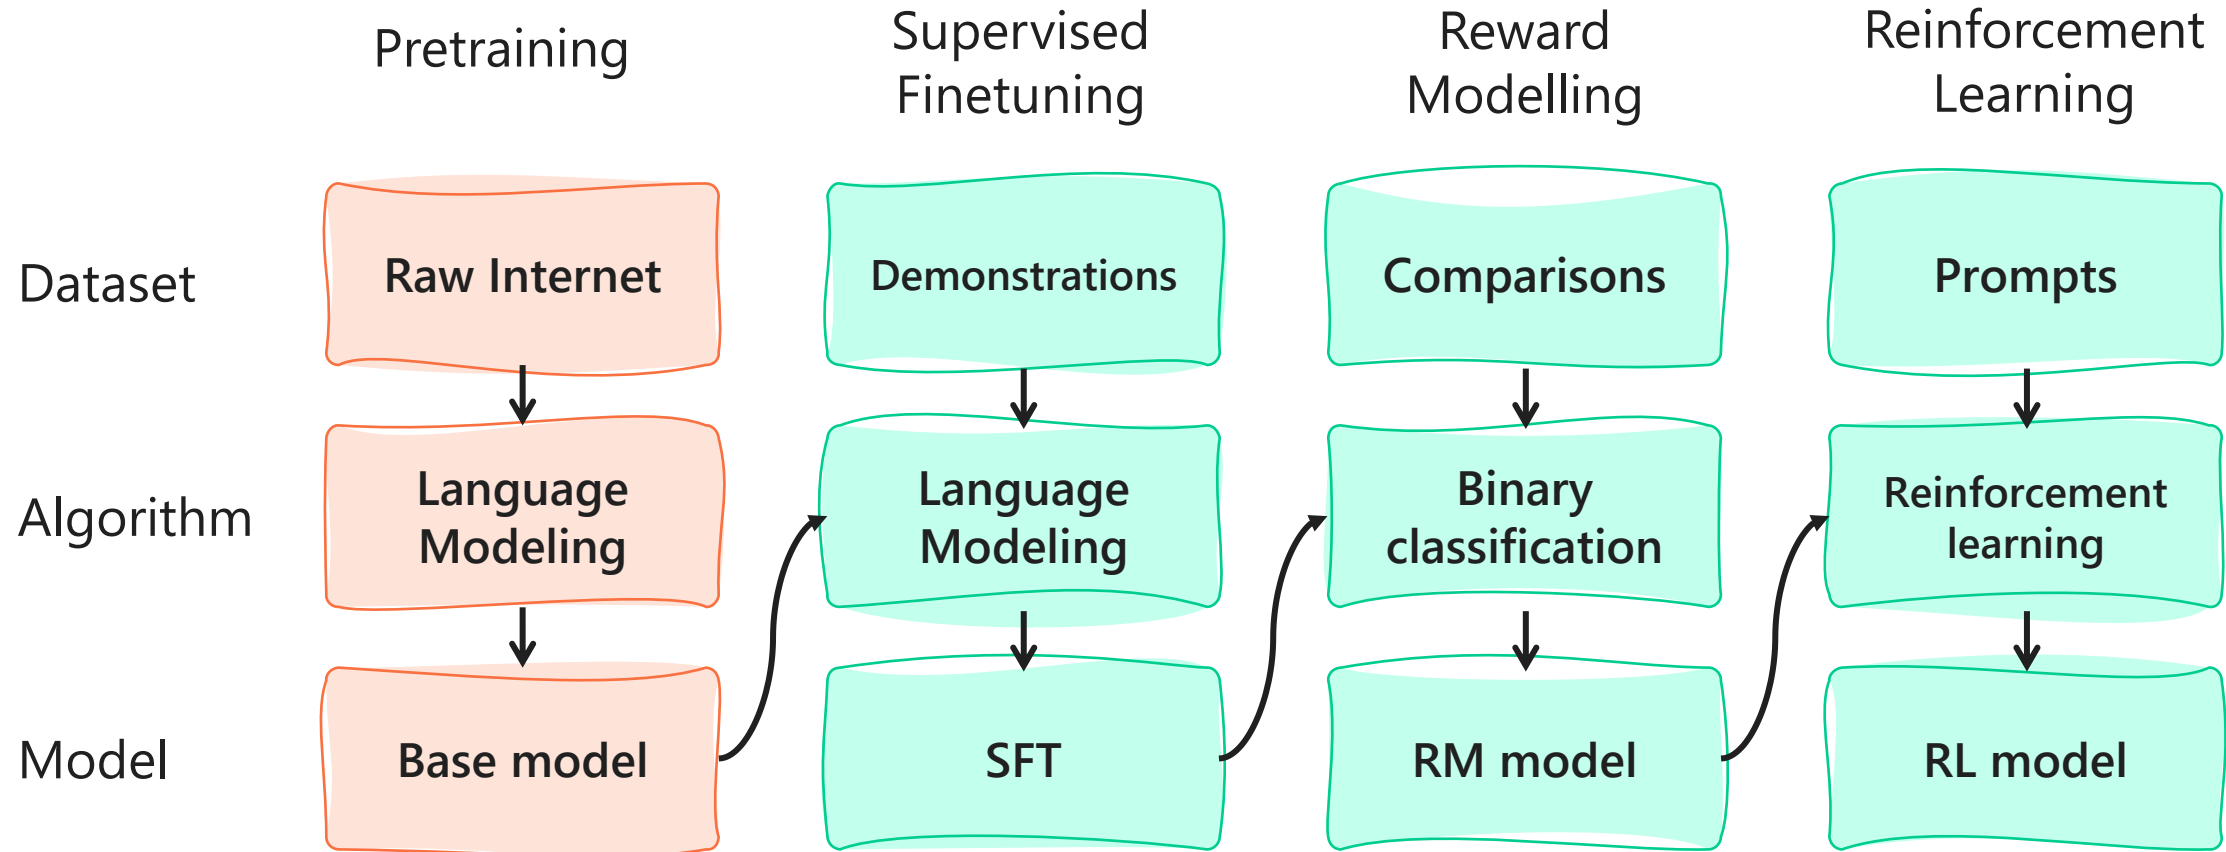 Pretraining
Supervised
Finetuning
Reward
Modelling
Reinforcement
Learning
Dataset
Raw Internet
Demonstrations
Comparisons
Prompts
Algorithm
Language
Modeling
Language
Modeling
Binary
classification
Reinforcement
learning
Model
Base model
SFT
RM model
RL model